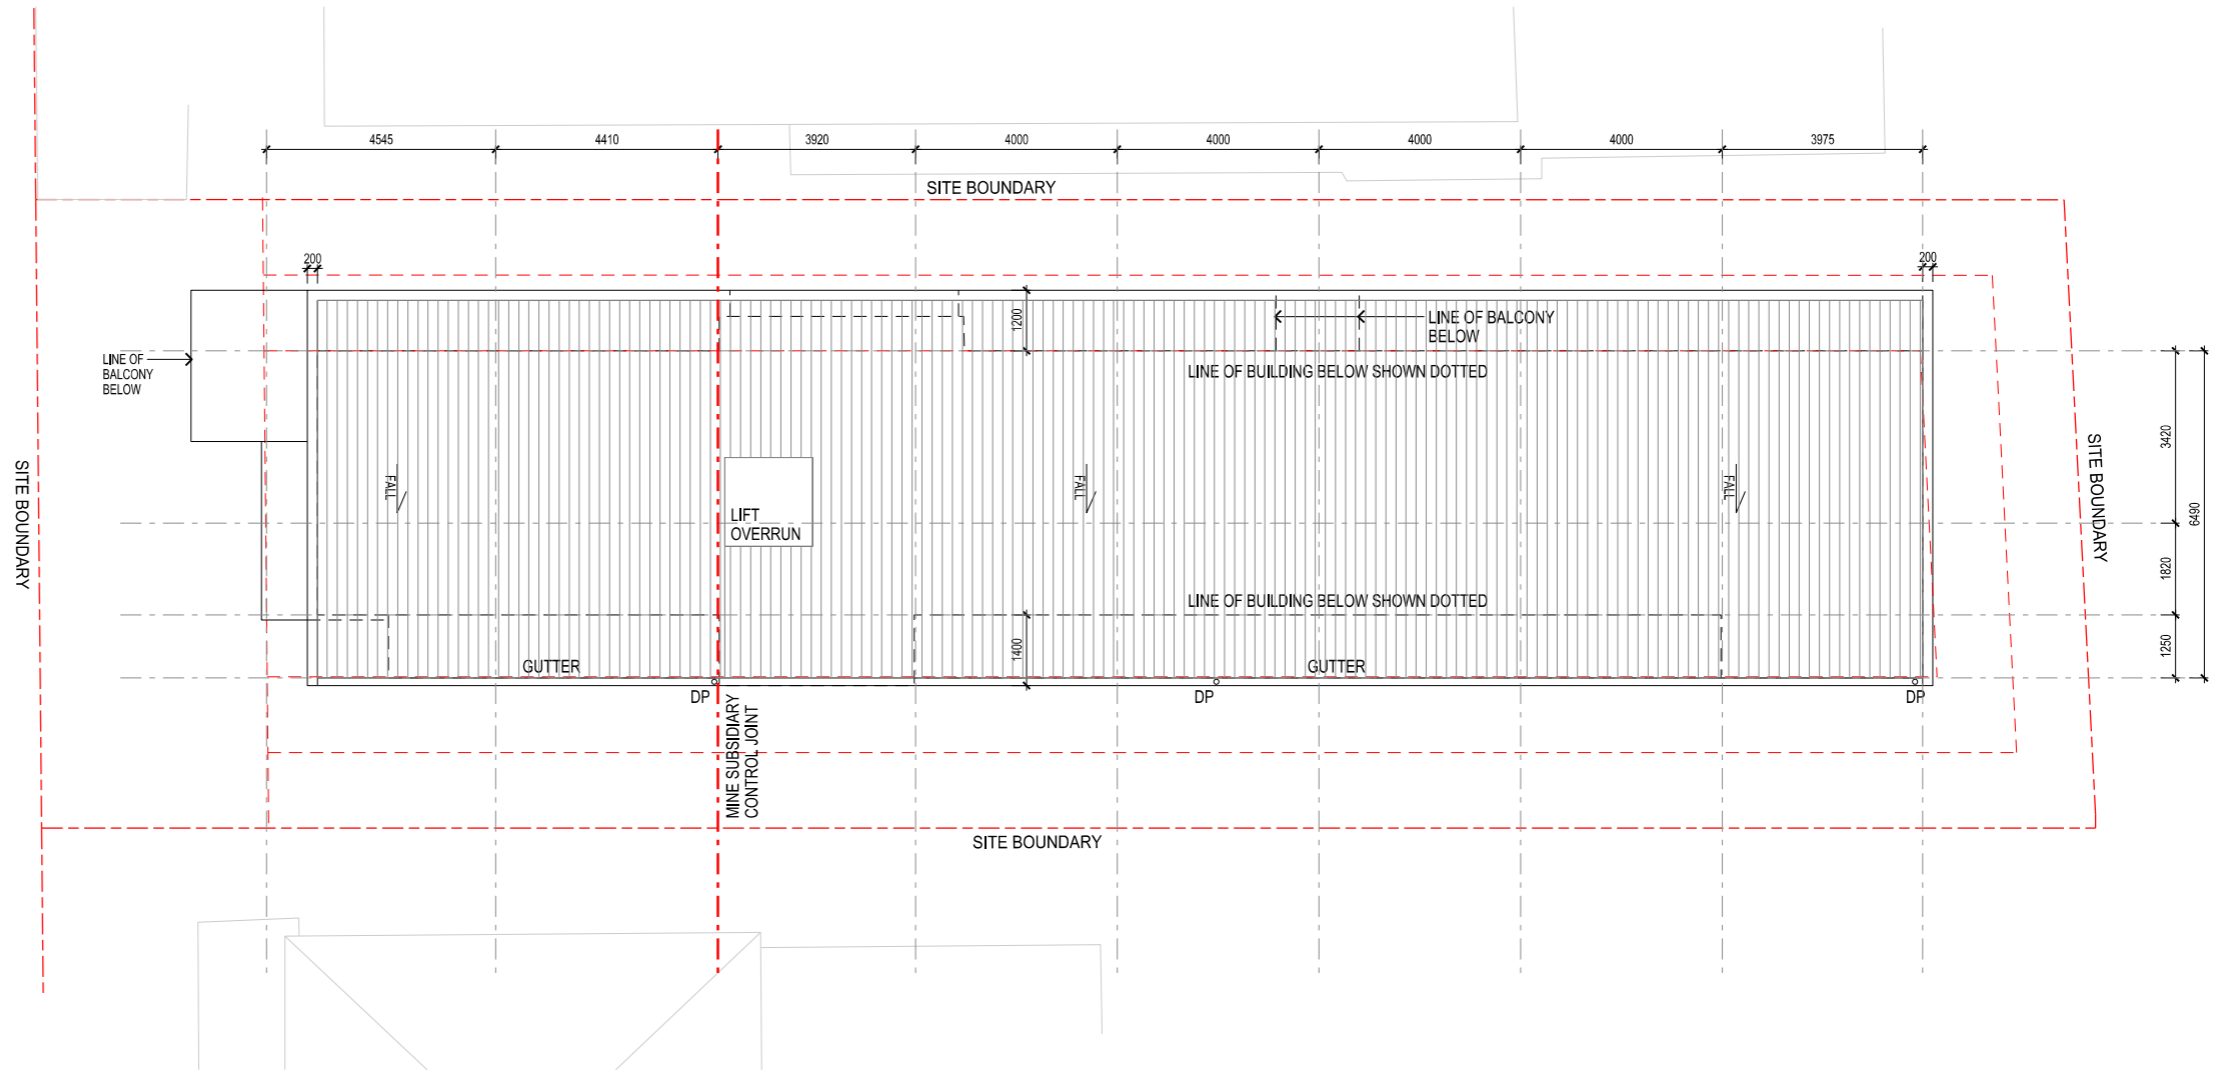 4545
4410
3920
4000
4000
4000
4000
3975
SITE BOUNDARY
200
200
1200
LINE OF BALCONY
BELOW
LINE OF
BALCONY
BELOW
LINE OF BUILDING BELOW SHOWN DOTTED
3420
SITE BOUNDARY
SITE BOUNDARY
FALL
FALL
FALL
6490
LIFT
OVERRUN
1820
LINE OF BUILDING BELOW SHOWN DOTTED
1400
1250
GUTTER
GUTTER
DP
DP
DP
MINE SUBSIDIARY
CONTROL JOINT
SITE BOUNDARY